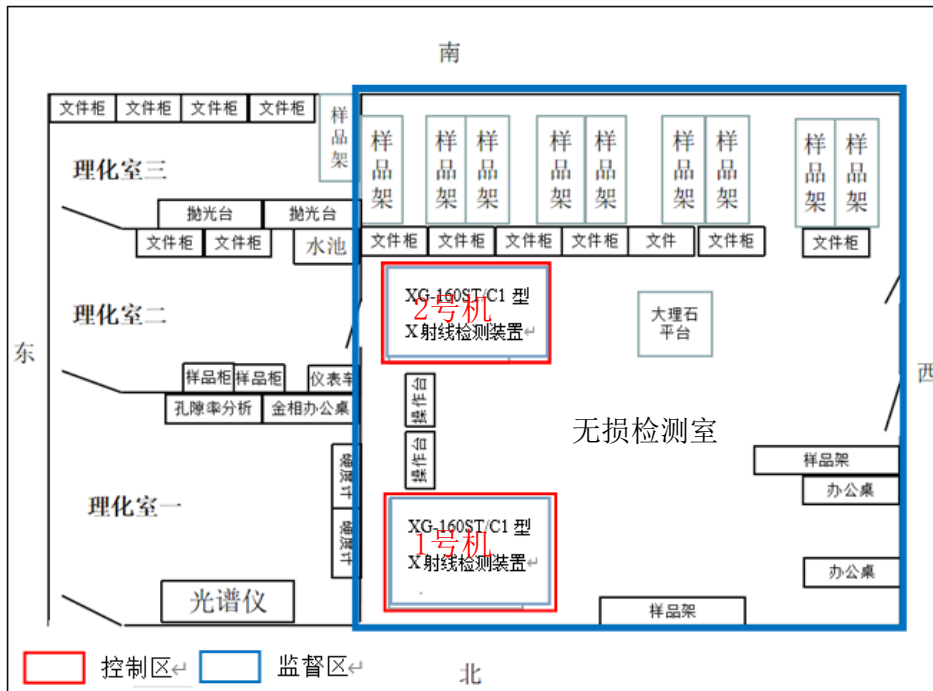 南
文件柜 文件柜 文件柜 文件柜
样品架
样品架 样品架 样品架 样品架 样品架 样品架 样品架 样品架 样品架
理化室三
抛光台 抛光台
文件柜 文件柜 水池
文件柜 文件柜 文件柜 文件柜 文件 文件柜 文件柜
XG-160ST/C1 型
2号机
X 射线检测装置↵
大理石
平台
理化室二
东
西
样品柜 样品柜 仪表车
孔隙率分析 金相办公桌
操作台
操作台
无损检测室
样品架
办公桌
硬度计
硬度计
理化室一
XG-160ST/C1 型
1号机
X 射线检测装置↵
办公桌
光谱仪
样品架
控制区↵ 监督区↵
北